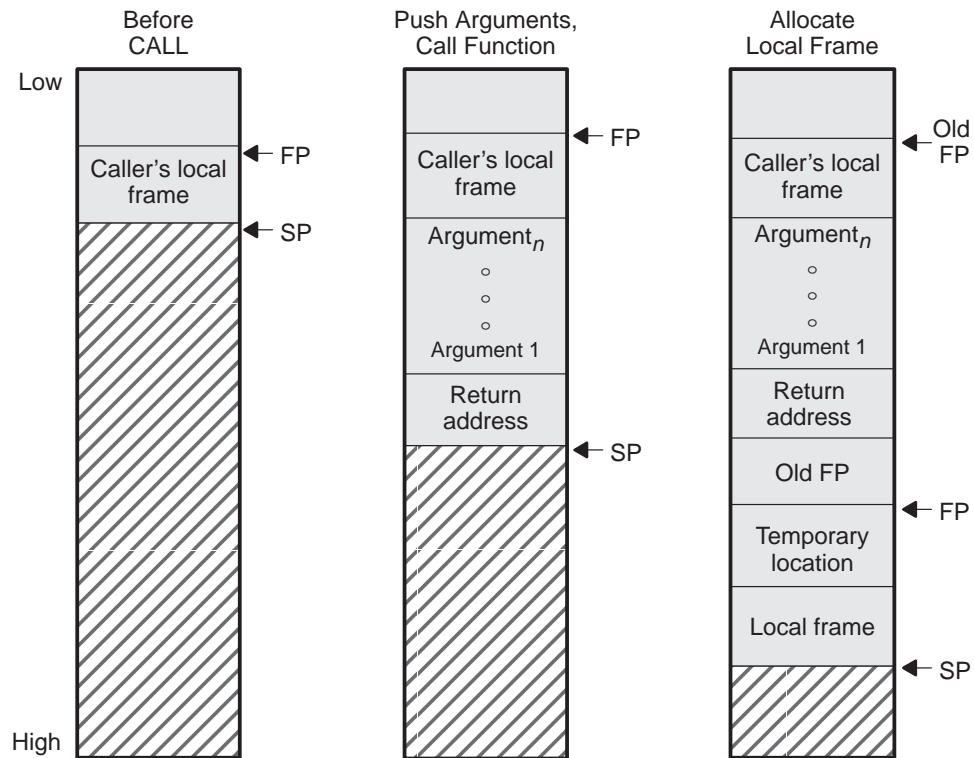 Before
CALL
Low
FP
Caller's local
frame
SP
High
Push Arguments,
Call Function
FP
Caller's local
frame
Argumentn
Argument 1
Return
address
SP
Allocate
Local Frame
Old
FP
Caller's local
frame
Argumentn
Argument 1
Return
address
Old FP
FP
Temporary
location
Local frame
SP